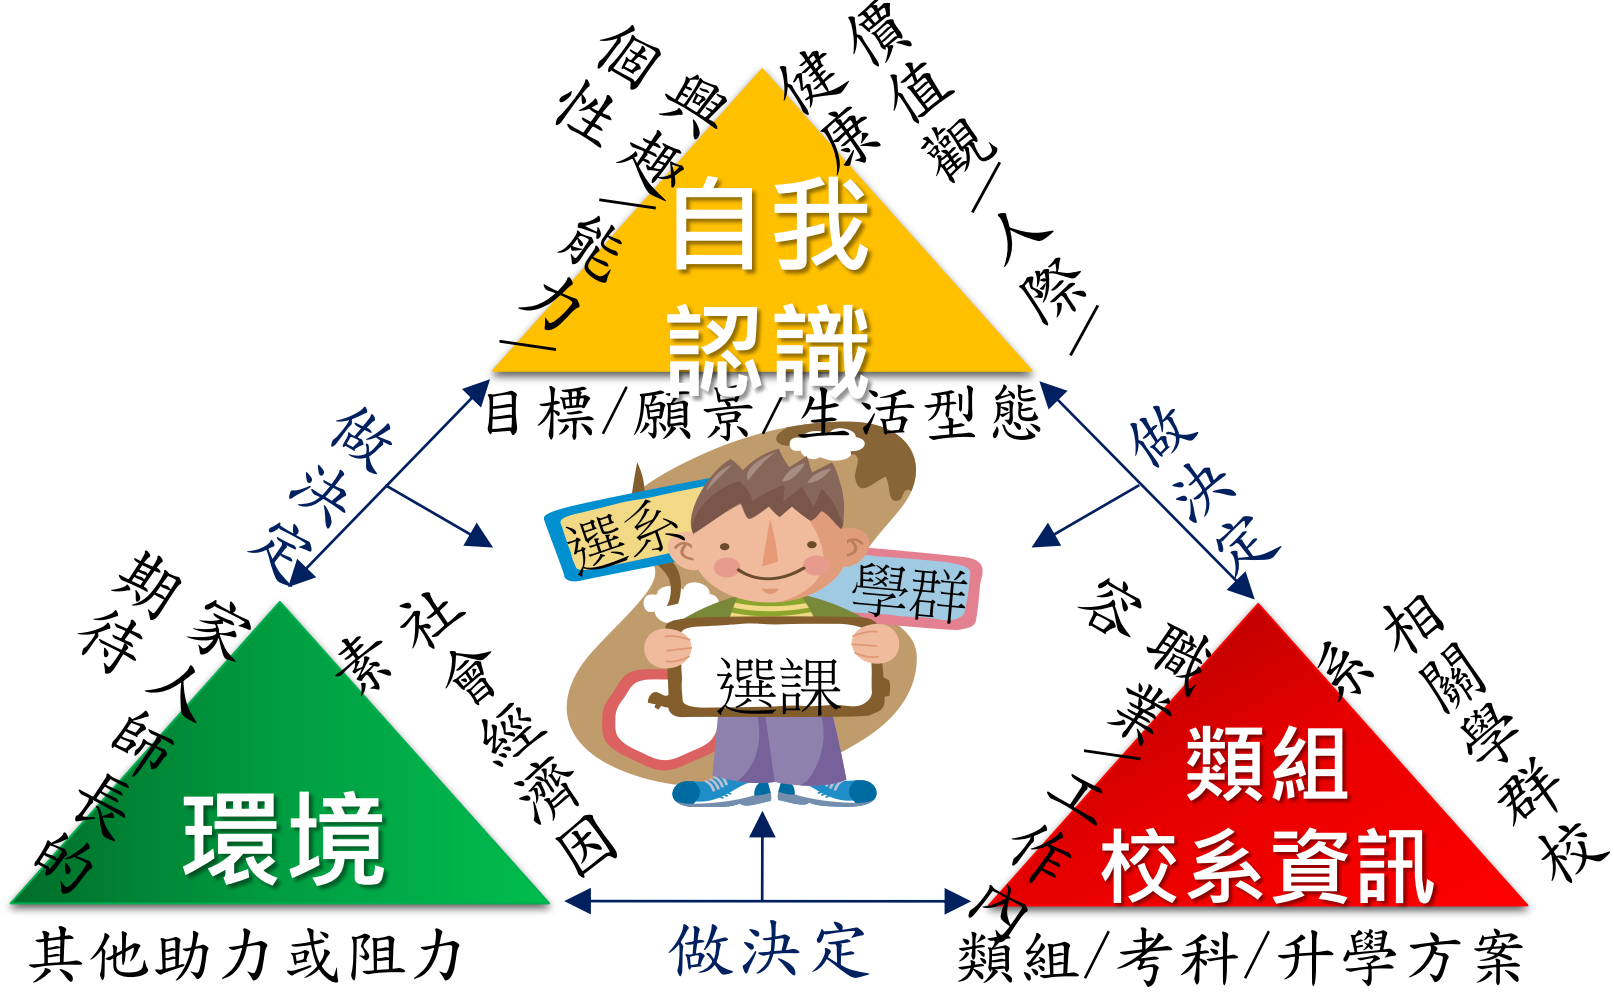 興趣/能力/
個性
價值觀/人際/
健康
自我
認識
目標/願景/生活型態
做決定
做決定
選系
學群
選課
家人師長的
期待
社會經濟因
素
環境
其他助力或阻力
做決定
職業/工作內
容
相關學群校
系
類組
校系資訊
類組/考科/升學方案